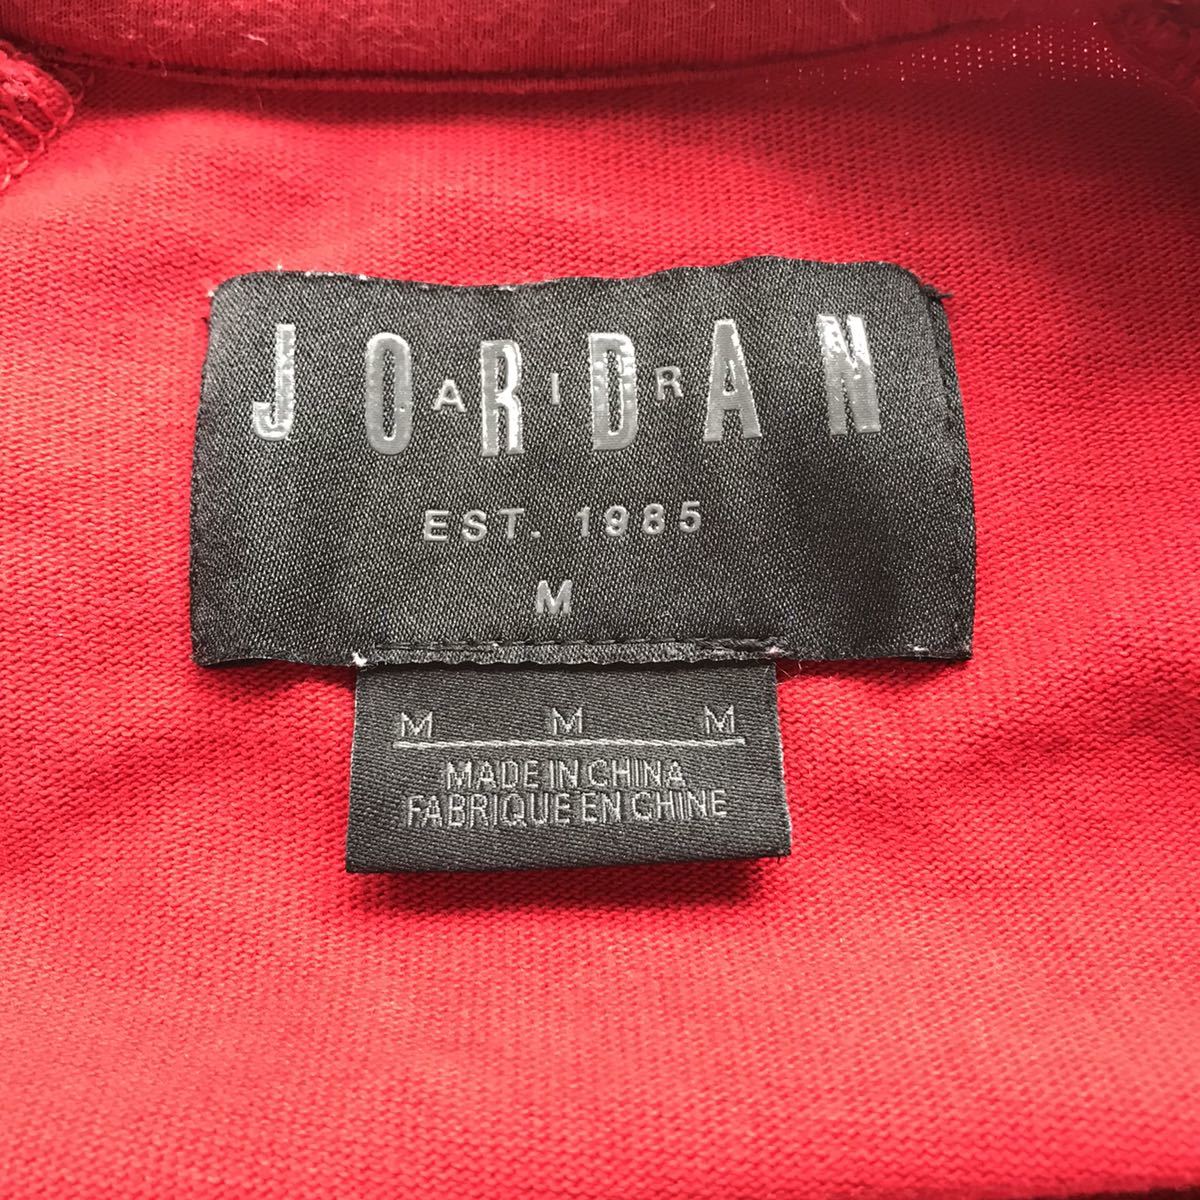 JORDAN
AIR
EST. 1985
M
M M M
MADE IN CHINA
FABRIQUE EN CHINE